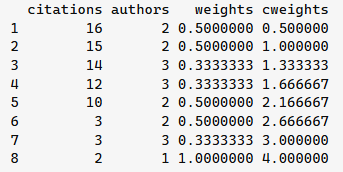 citations authors weights cweights
1 16 2 0.5000000 0.500000
2 15 2 0.5000000 1.000000
3 14 3 0.3333333 1.333333
4 12 3 0.3333333 1.666667
5 10 2 0.5000000 2.166667
6 3 2 0.5000000 2.666667
7 3 3 0.3333333 3.000000
8 2 1 1.0000000 4.000000